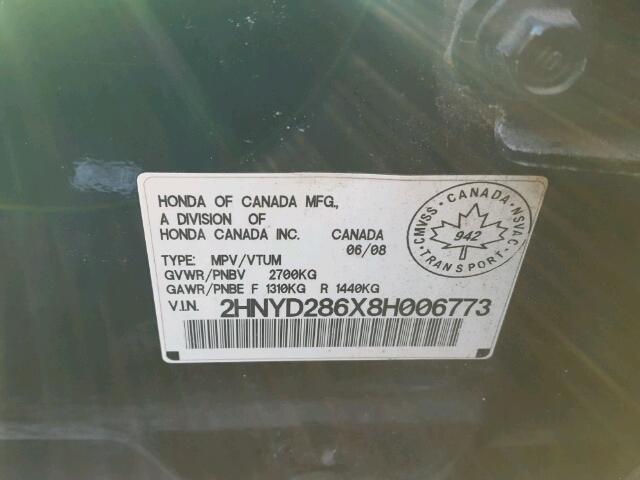 HONDA OF CANADA MFG.,
A DIVISION OF
HONDA CANADA INC. CANADA
06/08
TYPE: MPV/VTUM
GVWR/PNBV 2700KG
GAWR/PNBE F 1310KG R 1440KG
V.I.N. 2HNYD286X8H006773
CANADA
CMVSS - NSVAC
942
TRANSPORT